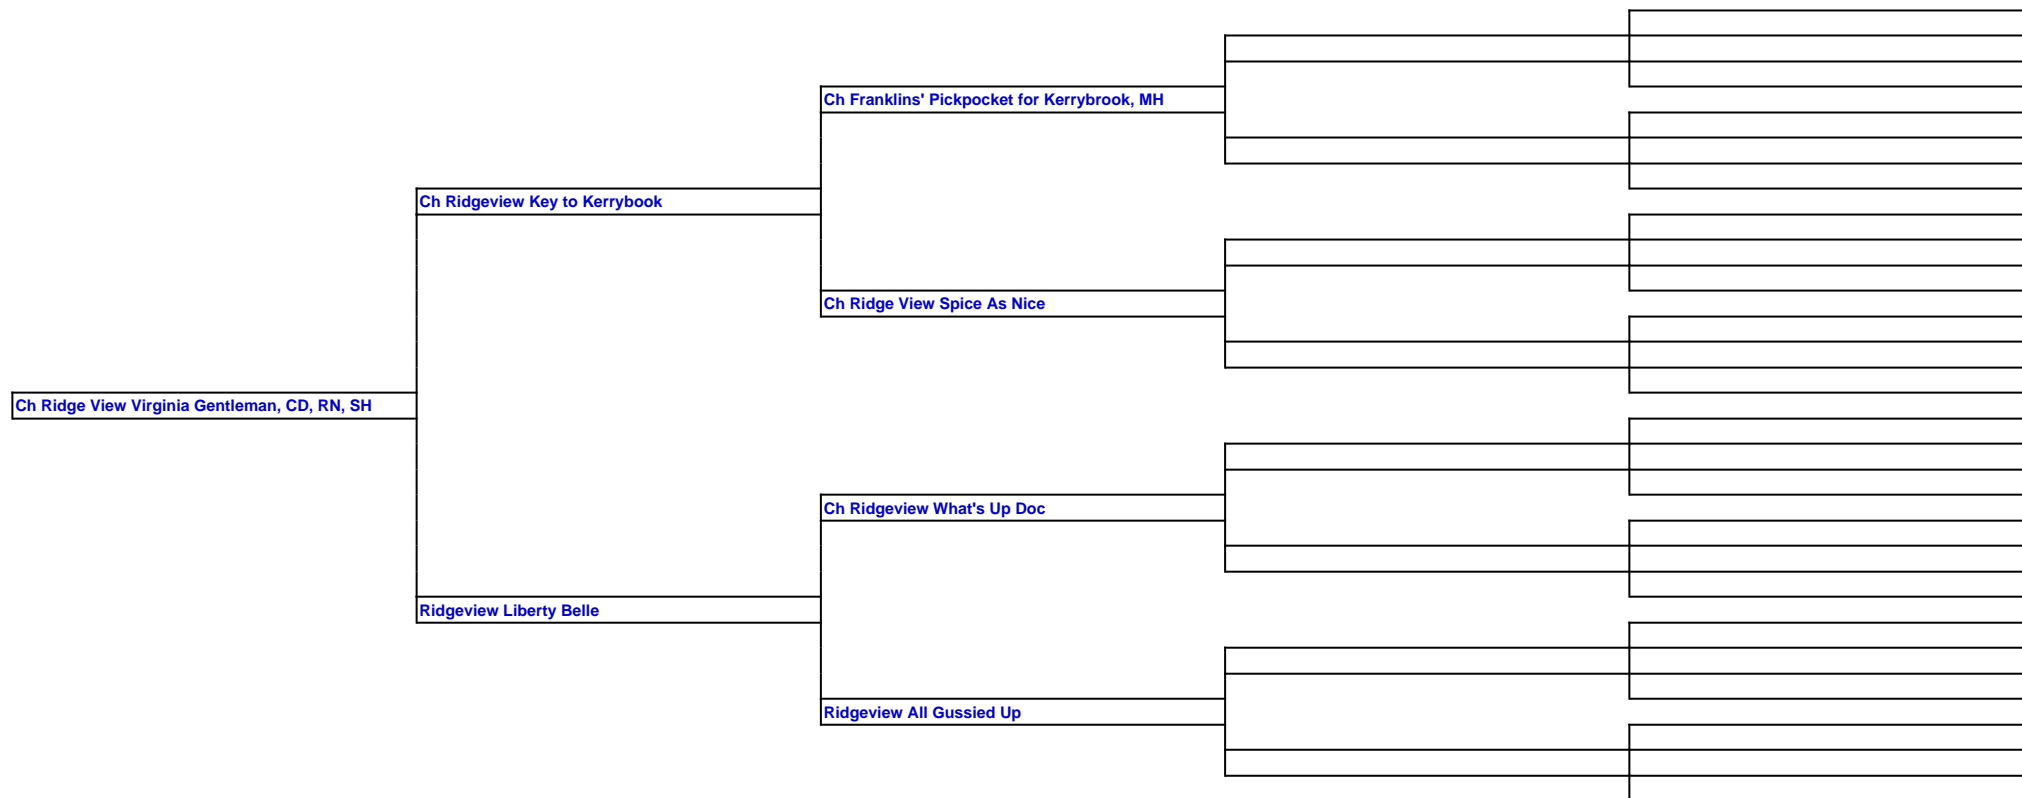 Ch Franklins' Pickpocket for Kerrybrook, MH
Ch Ridgeview Key to Kerrybook
Ch Ridge View Spice As Nice
Ch Ridge View Virginia Gentleman, CD, RN, SH
Ch Ridgeview What's Up Doc
Ridgeview Liberty Belle
Ridgeview All Gussied Up